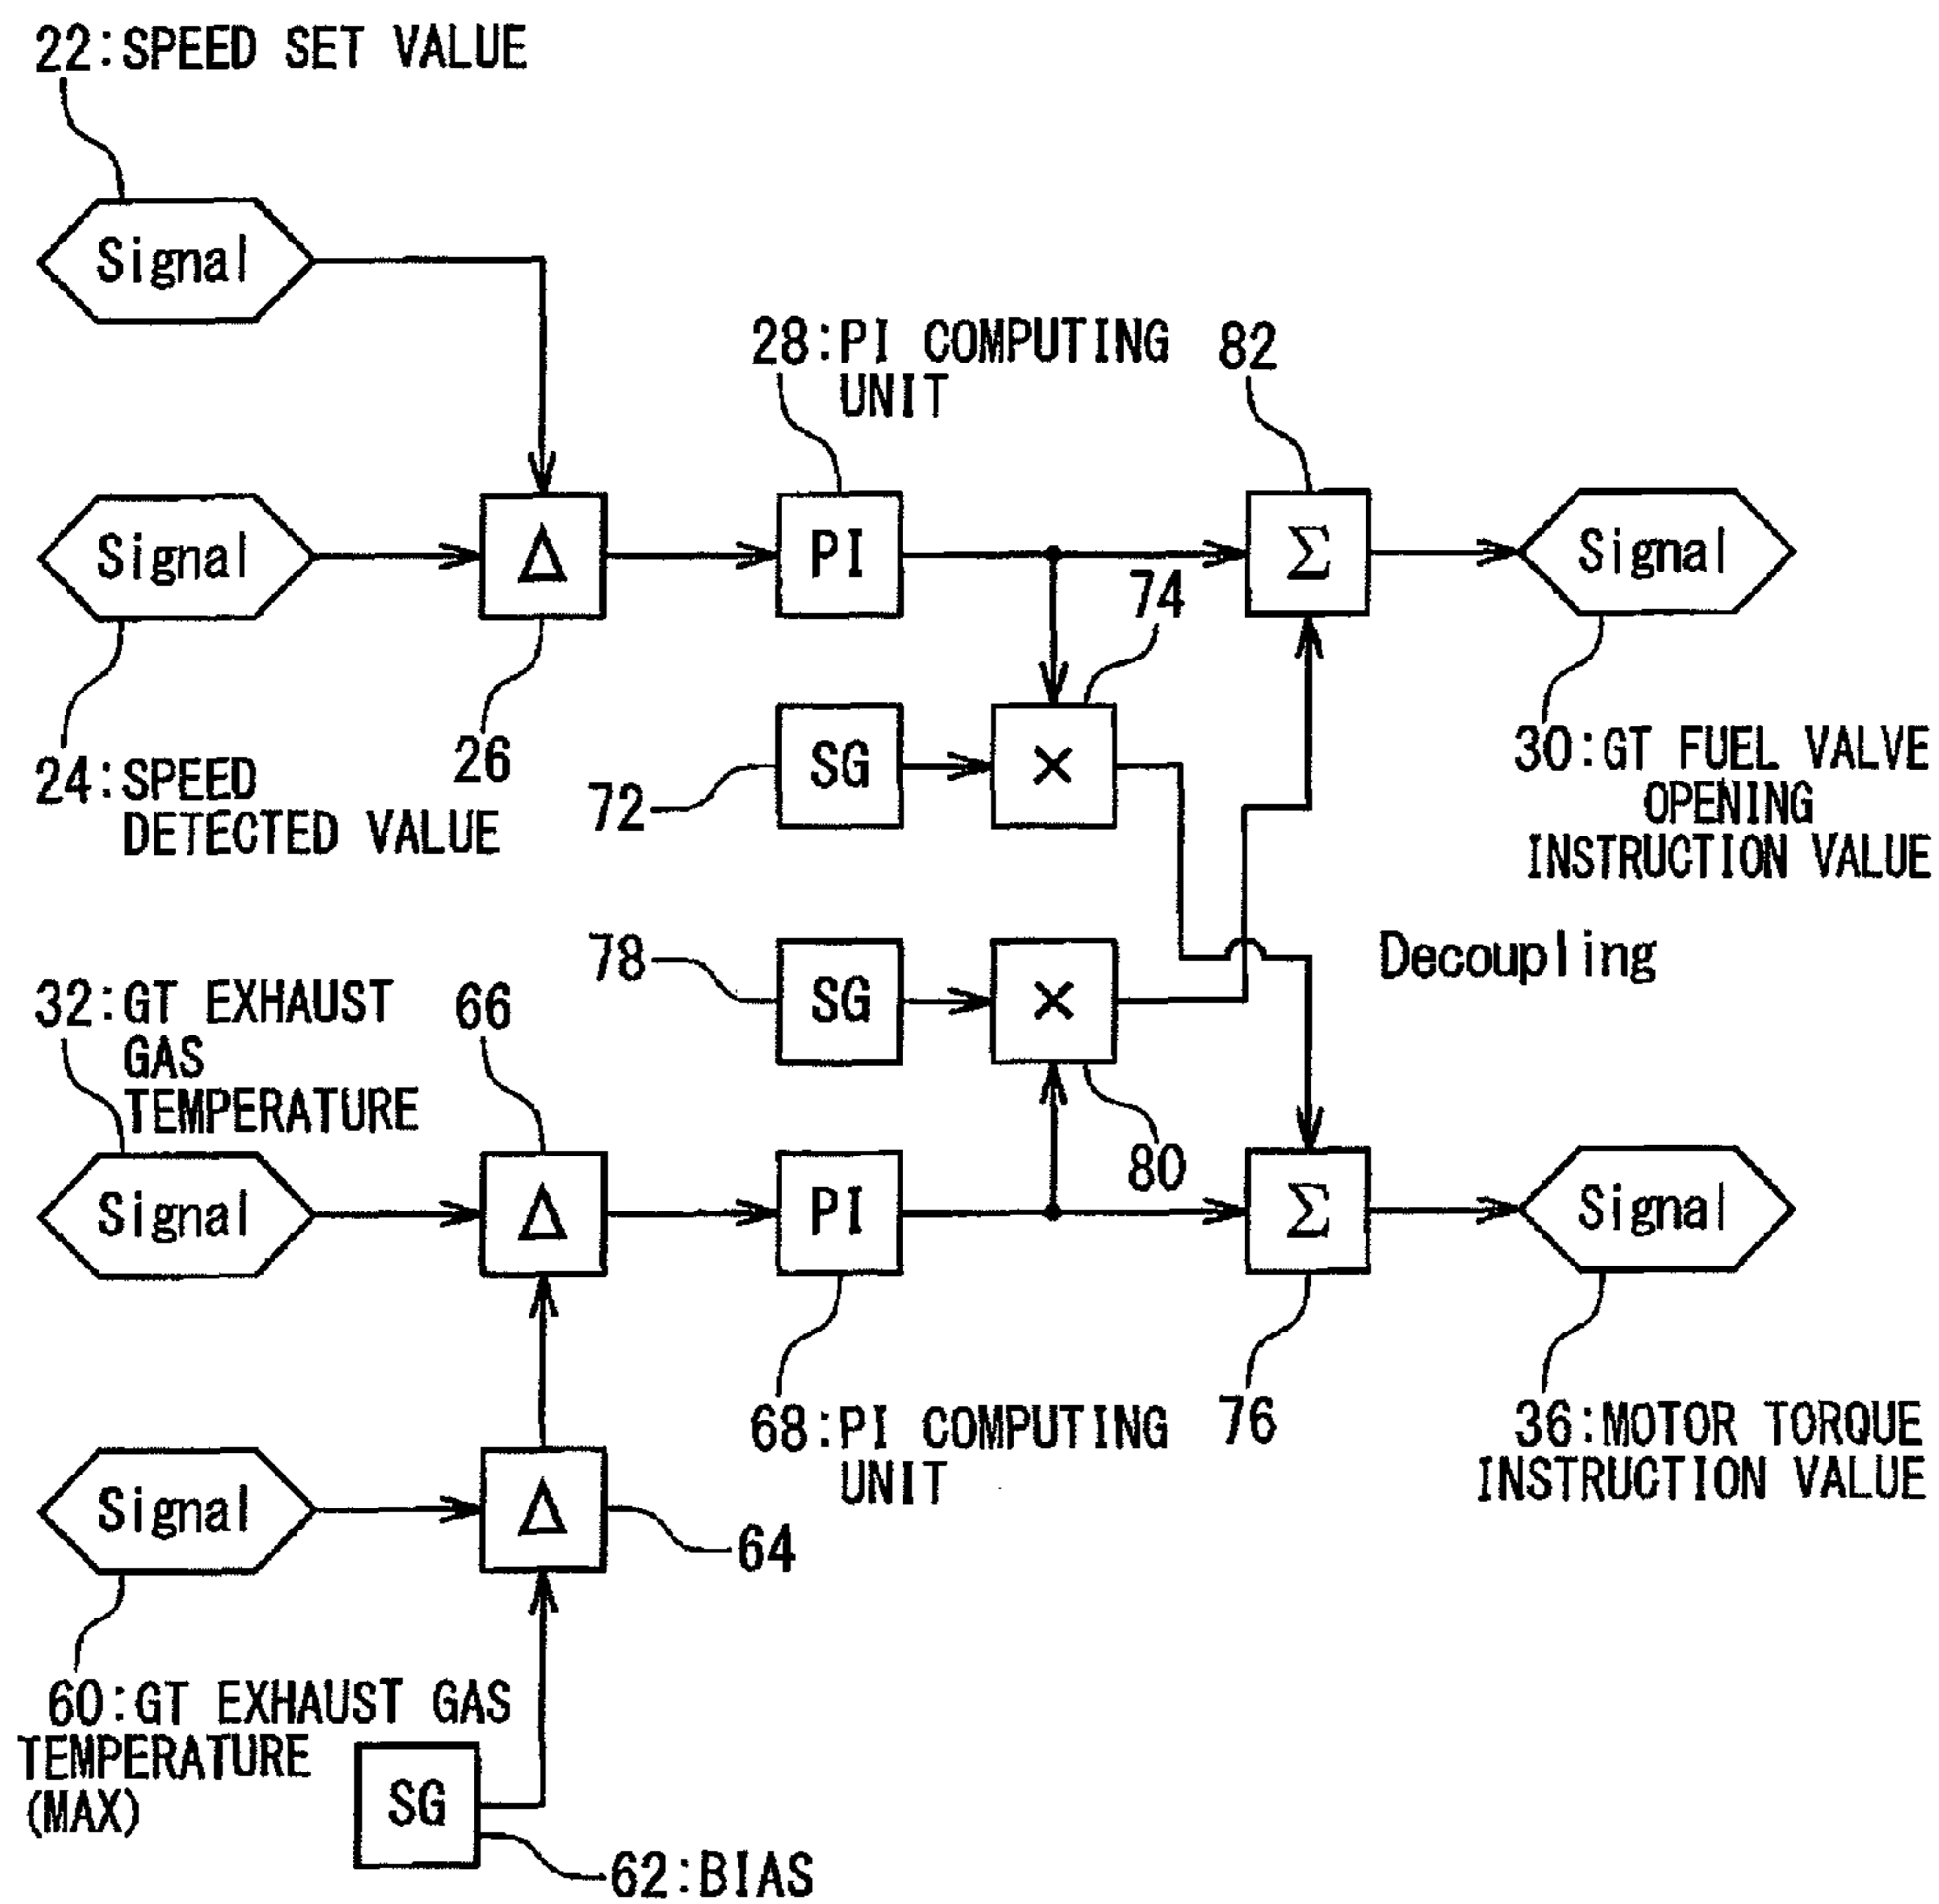 22:SPEED SET VALUE
Signal
28:PI COMPUTING
UNIT
82
Signal
Δ
PI
Σ
Signal
74
24:SPEED
DETECTED VALUE
26
72
SG
×
30:GT FUEL VALVE
OPENING
INSTRUCTION VALUE
78
SG
×
Decoupling
32:GT EXHAUST
GAS
TEMPERATURE
66
80
Signal
Δ
PI
Σ
Signal
68:PI COMPUTING
UNIT
76
36:MOTOR TORQUE
INSTRUCTION VALUE
Signal
Δ
64
60:GT EXHAUST GAS
TEMPERATURE
(MAX)
SG
62:BIAS